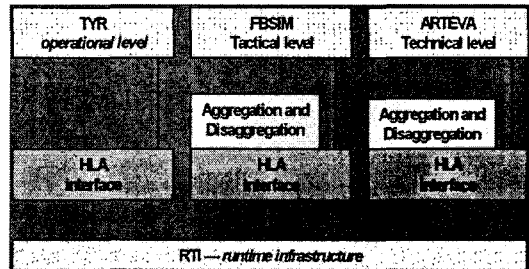 TYR
operational level
FBSIM
Tactical level
ARTEVA
Technical level
Aggregation and
Disaggregation
Aggregation and
Disaggregation
HLA
Interface
HLA
Interface
HLA
Interface
RTI — runtime infrastructure